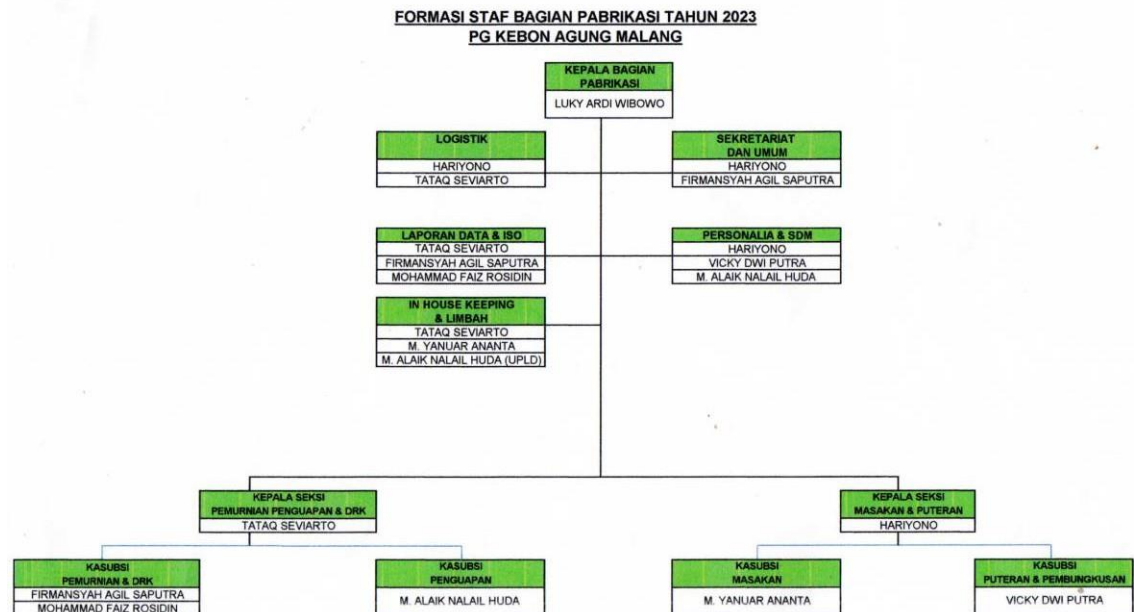 FORMASI STAF BAGIAN PABRIKASI TAHUN 2023
PG KEBON AGUNG MALANG
KEPALA BAGIAN
PABRIKASI
LUKY ARDI WIBOWO
LOGISTIK
HARIYONO
TATAQ SEVIARTO
SEKRETARIAT
DAN UMUM
HARIYONO
FIRMANSYAH AGIL SAPUTRA
LAPORAN DATA & ISO
TATAQ SEVIARTO
FIRMANSYAH AGIL SAPUTRA
MOHAMMAD FAIZ ROSIDIN
PERSONALIA & SDM
HARIYONO
VICKY DWI PUTRA
M. ALAIK NALAIL HUDA
IN HOUSE KEEPING
& LIMBAH
TATAQ SEVIARTO
M. YANUAR ANANTA
M. ALAIK NALAIL HUDA (UPLD)
KEPALA SEKSI
PEMURNIAN PENGUAPAN & DRK
TATAQ SEVIARTO
KEPALA SEKSI
MASAKAN & PUTERAN
HARIYONO
KASUBSI
PEMURNIAN & DRK
FIRMANSYAH AGIL SAPUTRA
MOHAMMAD FAIZ ROSIDIN
KASUBSI
PENGUAPAN
M. ALAIK NALAIL HUDA
KASUBSI
MASAKAN
M. YANUAR ANANTA
KASUBSI
PUTERAN & PEMBUNGKUSAN
VICKY DWI PUTRA